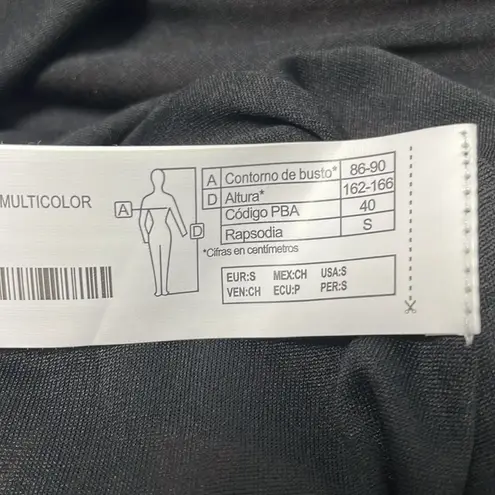 MULTICOLOR
A
D
A Contorno de busto* 86-90
D Altura* 162-166
Código PBA 40
Rapsodia S
*Cifras en centímetros
EUR:S MEX:CH USA:S
VEN:CH ECU:P PER:S